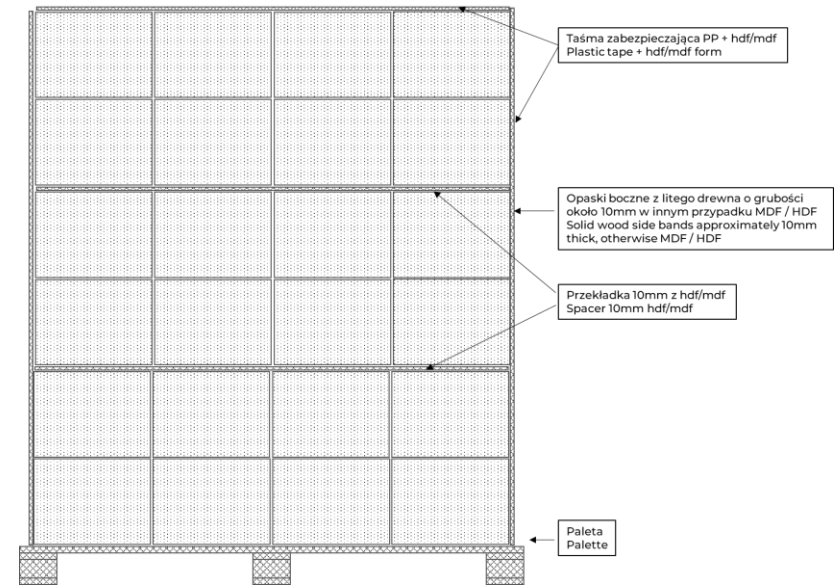 Taśma zabezpieczająca PP + hdf/mdf
Plastic tape + hdf/mdf form
Opaski boczne z litego drewna o grubości
około 10mm w innym przypadku MDF / HDF
Solid wood side bands approximately 10mm
thick, otherwise MDF / HDF
Przekładka 10mm z hdf/mdf
Spacer 10mm hdf/mdf
Paleta
Palette